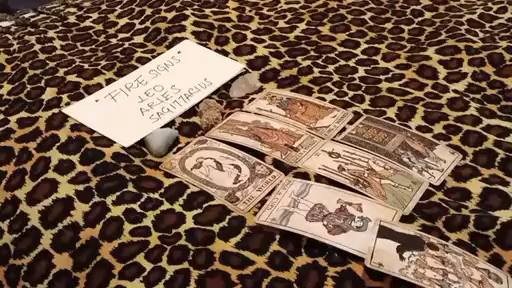 * FIRE SIGNS *
LEO
ARIES
SAGITTARIUS
THE WORLD